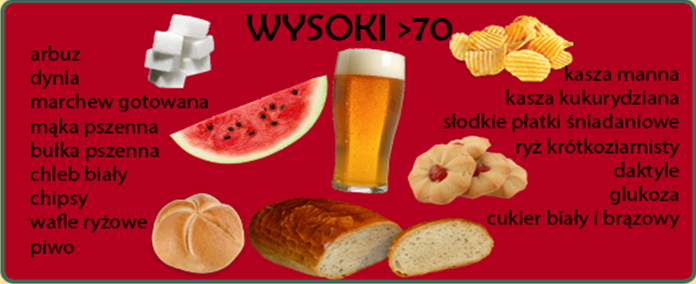 WYSOKI >70
arbuz
dynia
marchew gotowana
mąka pszenna
bułka pszenna
chleb biały
chipsy
wafle ryżowe
piwo
kasza manna
kasza kukurydziana
słodkie płatki śniadaniowe
ryż krótkoziarnisty
daktyle
glukoza
cukier biały i brązowy